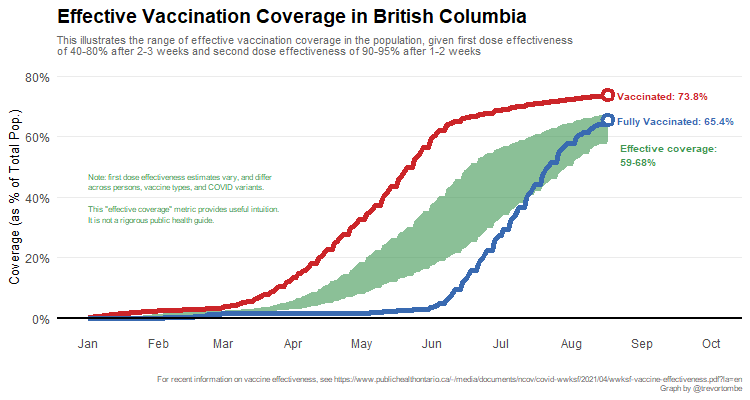 Effective Vaccination Coverage in British Columbia
This illustrates the range of effective vaccination coverage in the population, given first dose effectiveness
of 40-80% after 2-3 weeks and second dose effectiveness of 90-95% after 1-2 weeks
Coverage (as % of Total Pop.)
80%
60%
40%
20%
0%
Vaccinated: 73.8%
Fully Vaccinated: 65.4%
Effective coverage:
59-68%
Note: first dose effectiveness estimates vary, and differ
across persons, vaccine types, and COVID variants.
This "effective coverage" metric provides useful intuition.
It is not a rigorous public health guide.
Jan Feb Mar Apr May Jun Jul Aug Sep Oct
For recent information on vaccine effectiveness, see https://www.publichealthontario.ca/-/media/documents/ncov/covid-wwksf/2021/04/wwksf-vaccine-effectiveness.pdf?la=en
Graph by @trevortombe